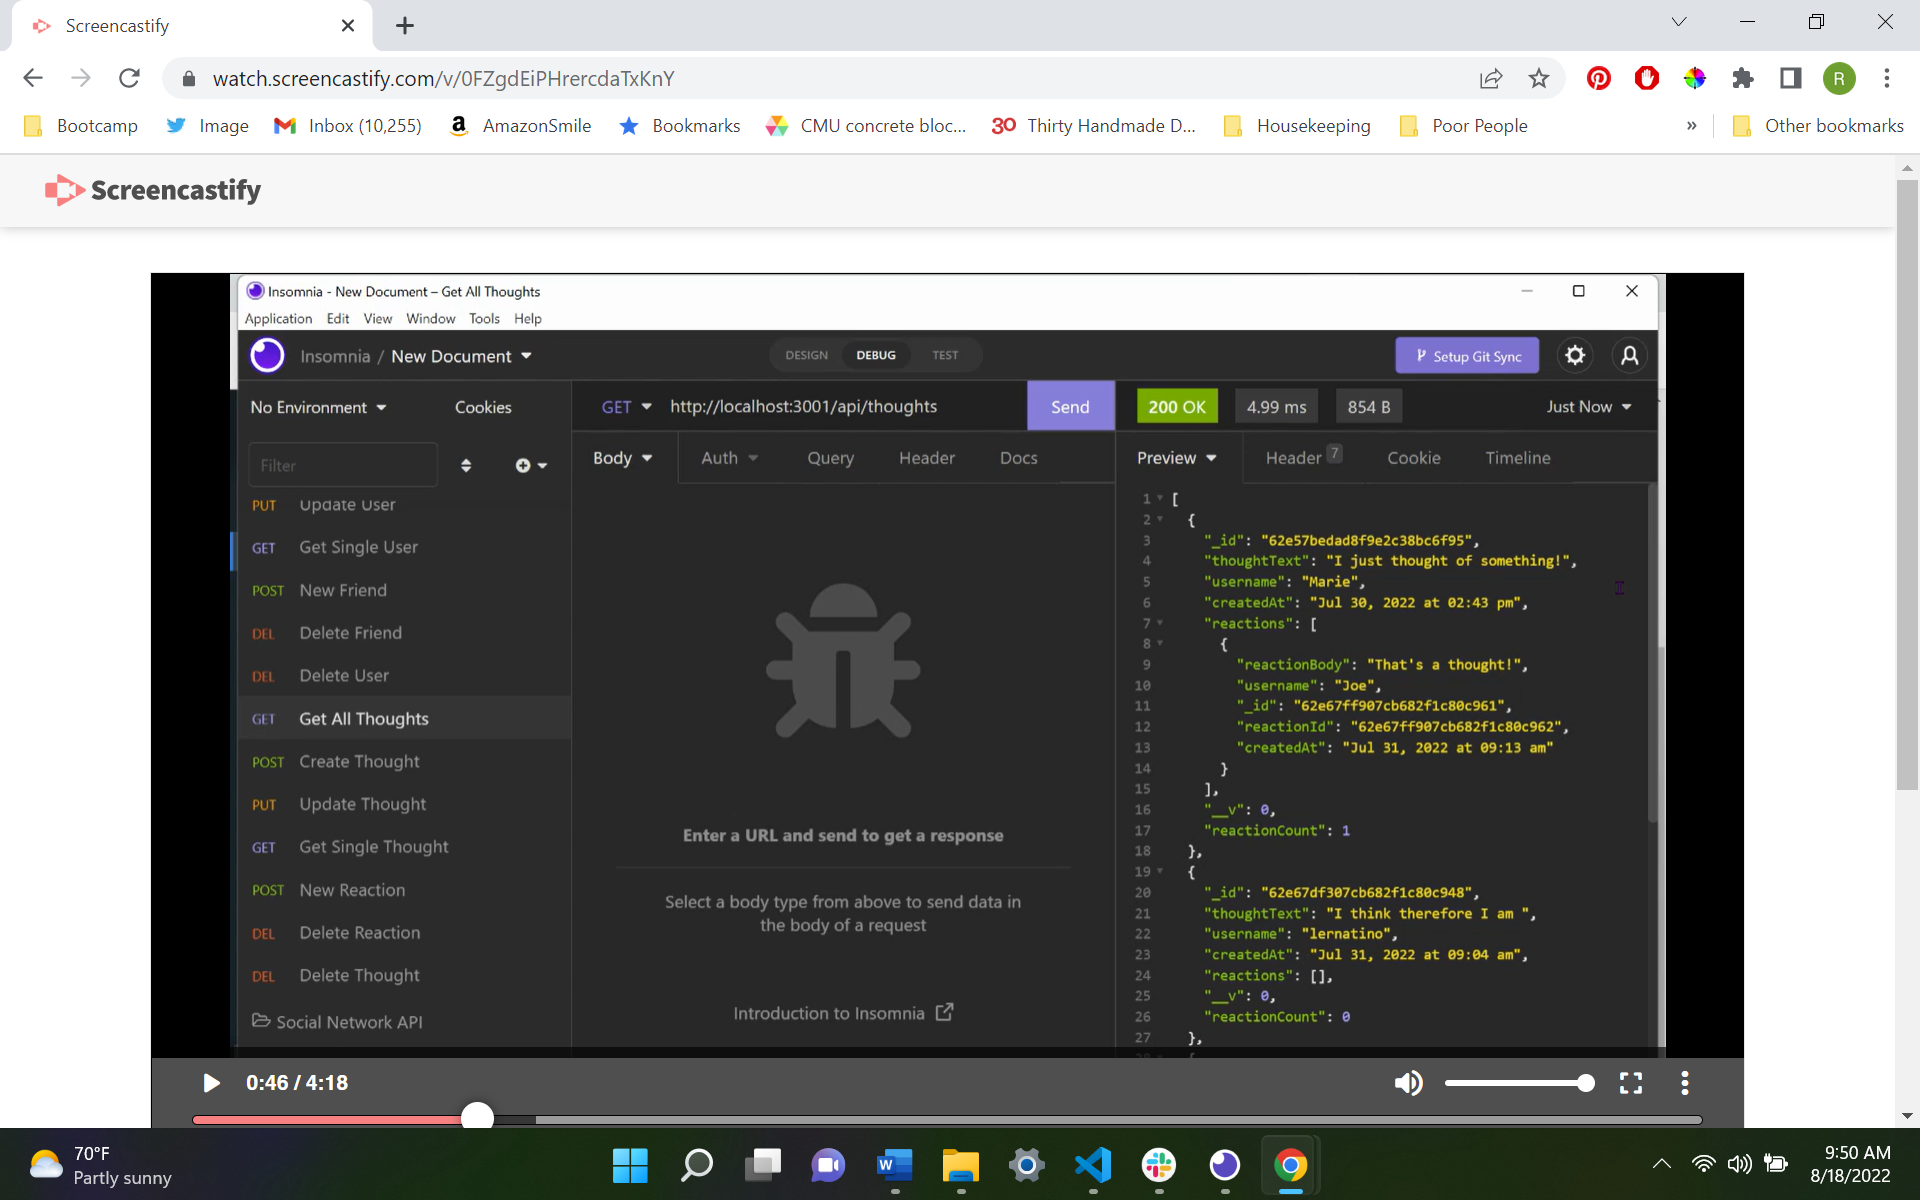 Screencastify
watch.screencastify.com/v/0FZgdEiPHrercdaTxKnY
R
Bootcamp Image Inbox (10,255) AmazonSmile Bookmarks CMU concrete bloc... 30 Thirty Handmade D... Housekeeping Poor People » Other bookmarks
Screencastify
Insomnia - New Document – Get All Thoughts
Application Edit View Window Tools Help
Insomnia / New Document DESIGN DEBUG TEST Setup Git Sync
No Environment Cookies GET http://localhost:3001/api/thoughts Send 200 OK 4.99 ms 854 B Just Now
Filter
Body Auth Query Header Docs
Preview Header 7 Cookie Timeline
PUT Update User
GET Get Single User
POST New Friend
DEL Delete Friend
DEL Delete User
GET Get All Thoughts
POST Create Thought
PUT Update Thought
GET Get Single Thought
POST New Reaction
DEL Delete Reaction
DEL Delete Thought
Social Network API
Enter a URL and send to get a response
Select a body type from above to send data in
the body of a request
Introduction to Insomnia
1 [
2 {
3 "_id": "62e57bedad8f9e2c38bc6f95",
4 "thoughtText": "I just thought of something!",
5 "username": "Marie",
6 "createdAt": "Jul 30, 2022 at 02:43 pm",
7 "reactions": [
8 {
9 "reactionBody": "That's a thought!",
10 "username": "Joe",
11 "_id": "62e67ff907cb682f1c80c961",
12 "reactionId": "62e67ff907cb682f1c80c962",
13 "createdAt": "Jul 31, 2022 at 09:13 am"
14 }
15 ],
16 "__v": 0,
17 "reactionCount": 1
18 },
19 {
20 "_id": "62e67df307cb682f1c80c948",
21 "thoughtText": "I think therefore I am ",
22 "username": "lernatino",
23 "createdAt": "Jul 31, 2022 at 09:04 am",
24 "reactions": [],
25 "__v": 0,
26 "reactionCount": 0
27 },
28 {
0:46 / 4:18
70°F
Partly sunny
9:50 AM
8/18/2022